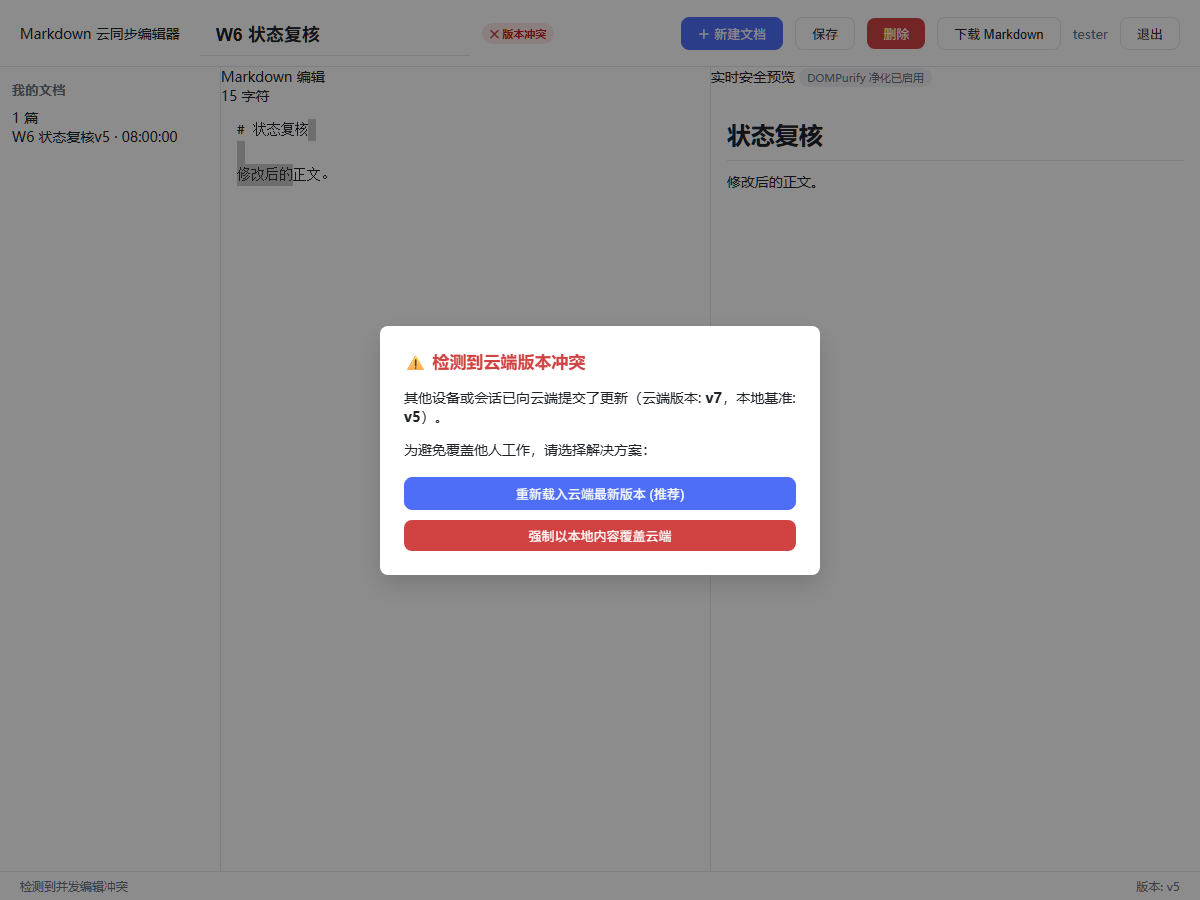 Markdown 云同步编辑器
W6 状态复核
✕ 版本冲突
＋ 新建文档
保存
删除
下载 Markdown
tester
退出
我的文档
1 篇
W6 状态复核v5 · 08:00:00
Markdown 编辑
15 字符
# 状态复核
修改后的正文。
实时安全预览 DOMPurify 净化已启用
状态复核
修改后的正文。
⚠️ 检测到云端版本冲突
其他设备或会话已向云端提交了更新（云端版本: v7，本地基准:
v5）。
为避免覆盖他人工作，请选择解决方案：
重新载入云端最新版本 (推荐)
强制以本地内容覆盖云端
检测到并发编辑冲突
版本: v5